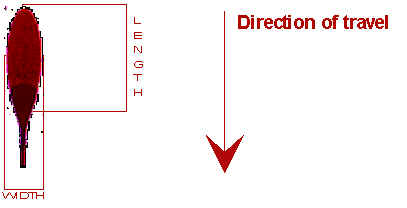 Direction of travel
LENGTH
WIDTH